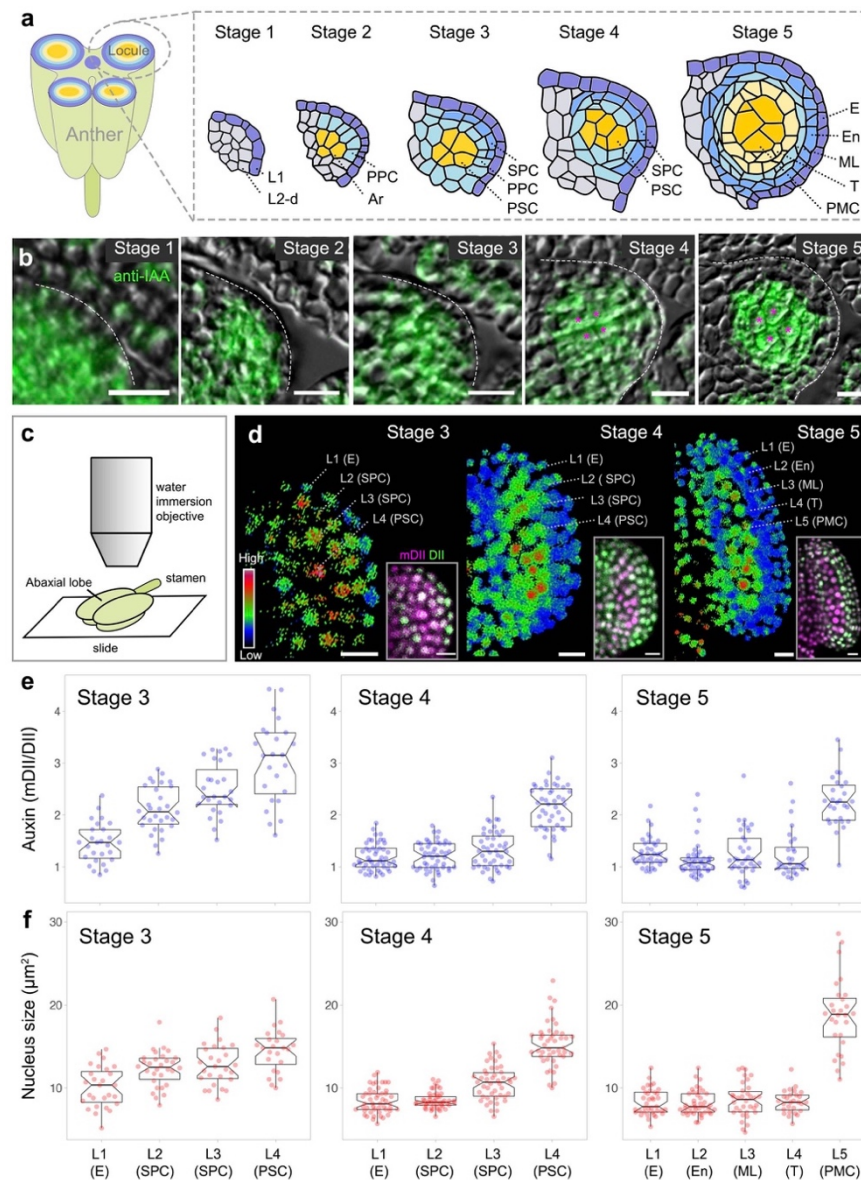 a
Locule
Anther
Stage 1
Stage 2
Stage 3
Stage 4
Stage 5
L1
L2-d
PPC
Ar
SPC
PPC
PSC
SPC
PSC
E
En
ML
T
PMC
b
Stage 1
anti-IAA
Stage 2
Stage 3
Stage 4
Stage 5
c
water
immersion
objective
Abaxial lobe
stamen
slide
d
Stage 3
L1 (E)
L2 (SPC)
L3 (SPC)
L4 (PSC)
High
Low
mDII DII
Stage 4
L1 (E)
L2 ( SPC)
L3 (SPC)
L4 (PSC)
Stage 5
L1 (E)
L2 (En)
L3 (ML)
L4 (T)
L5 (PMC)
e
Auxin (mDII/DII)
4
3
2
1
Stage 3
Stage 4
Stage 5
f
Nucleus size (μm²)
30
20
10
Stage 3
Stage 4
Stage 5
L1 L2 L3 L4
(E) (SPC) (SPC) (PSC)
L1 L2 L3 L4
(E) (SPC) (SPC) (PSC)
L1 L2 L3 L4 L5
(E) (En) (ML) (T) (PMC)